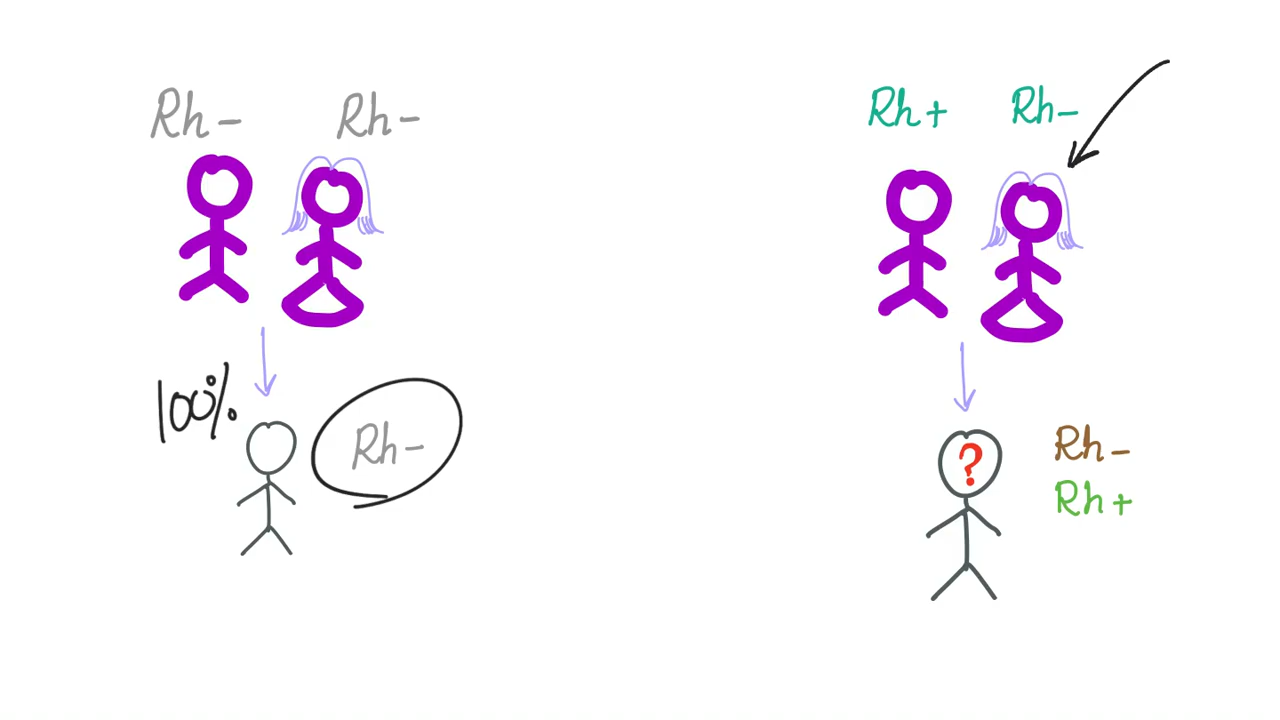 Rh - Rh -
100%
Rh -
Rh + Rh -
?
Rh -
Rh +